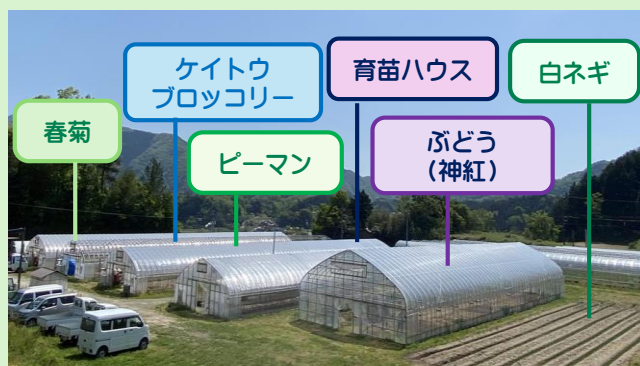 春菊
ケイトウ
ブロッコリー
ピーマン
育苗ハウス
ぶどう
（神紅）
白ネギ